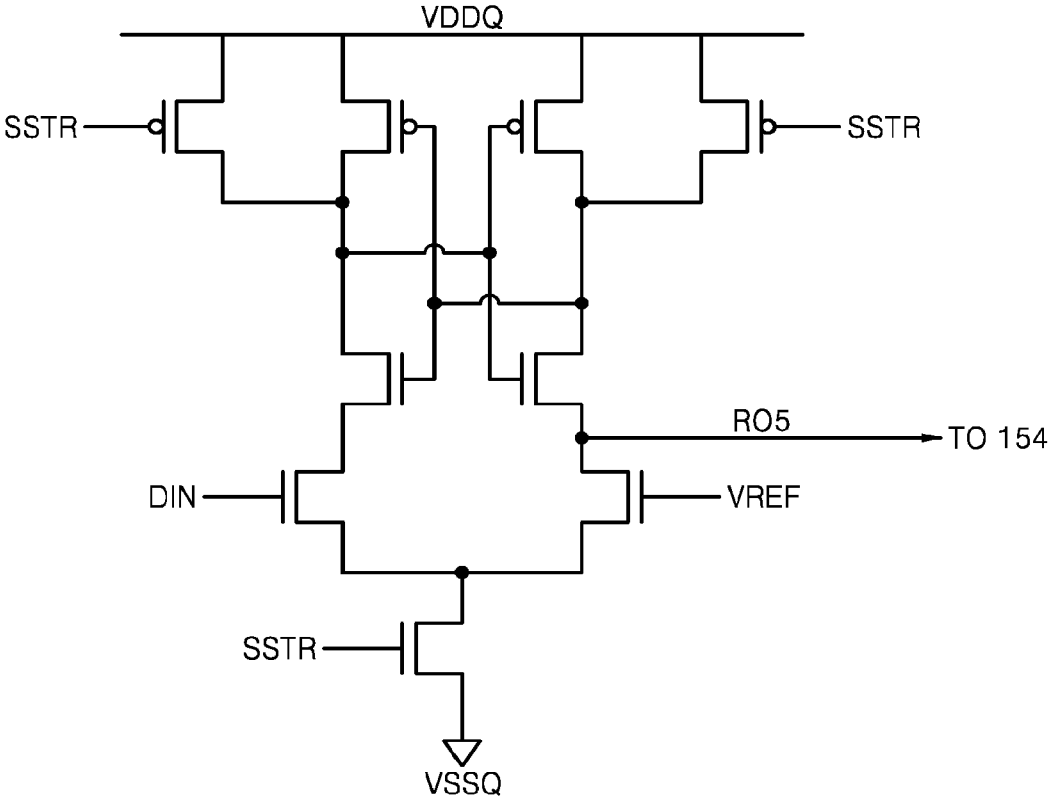 VDDQ
SSTR
SSTR
RO5
TO 154
DIN
VREF
SSTR
VSSQ